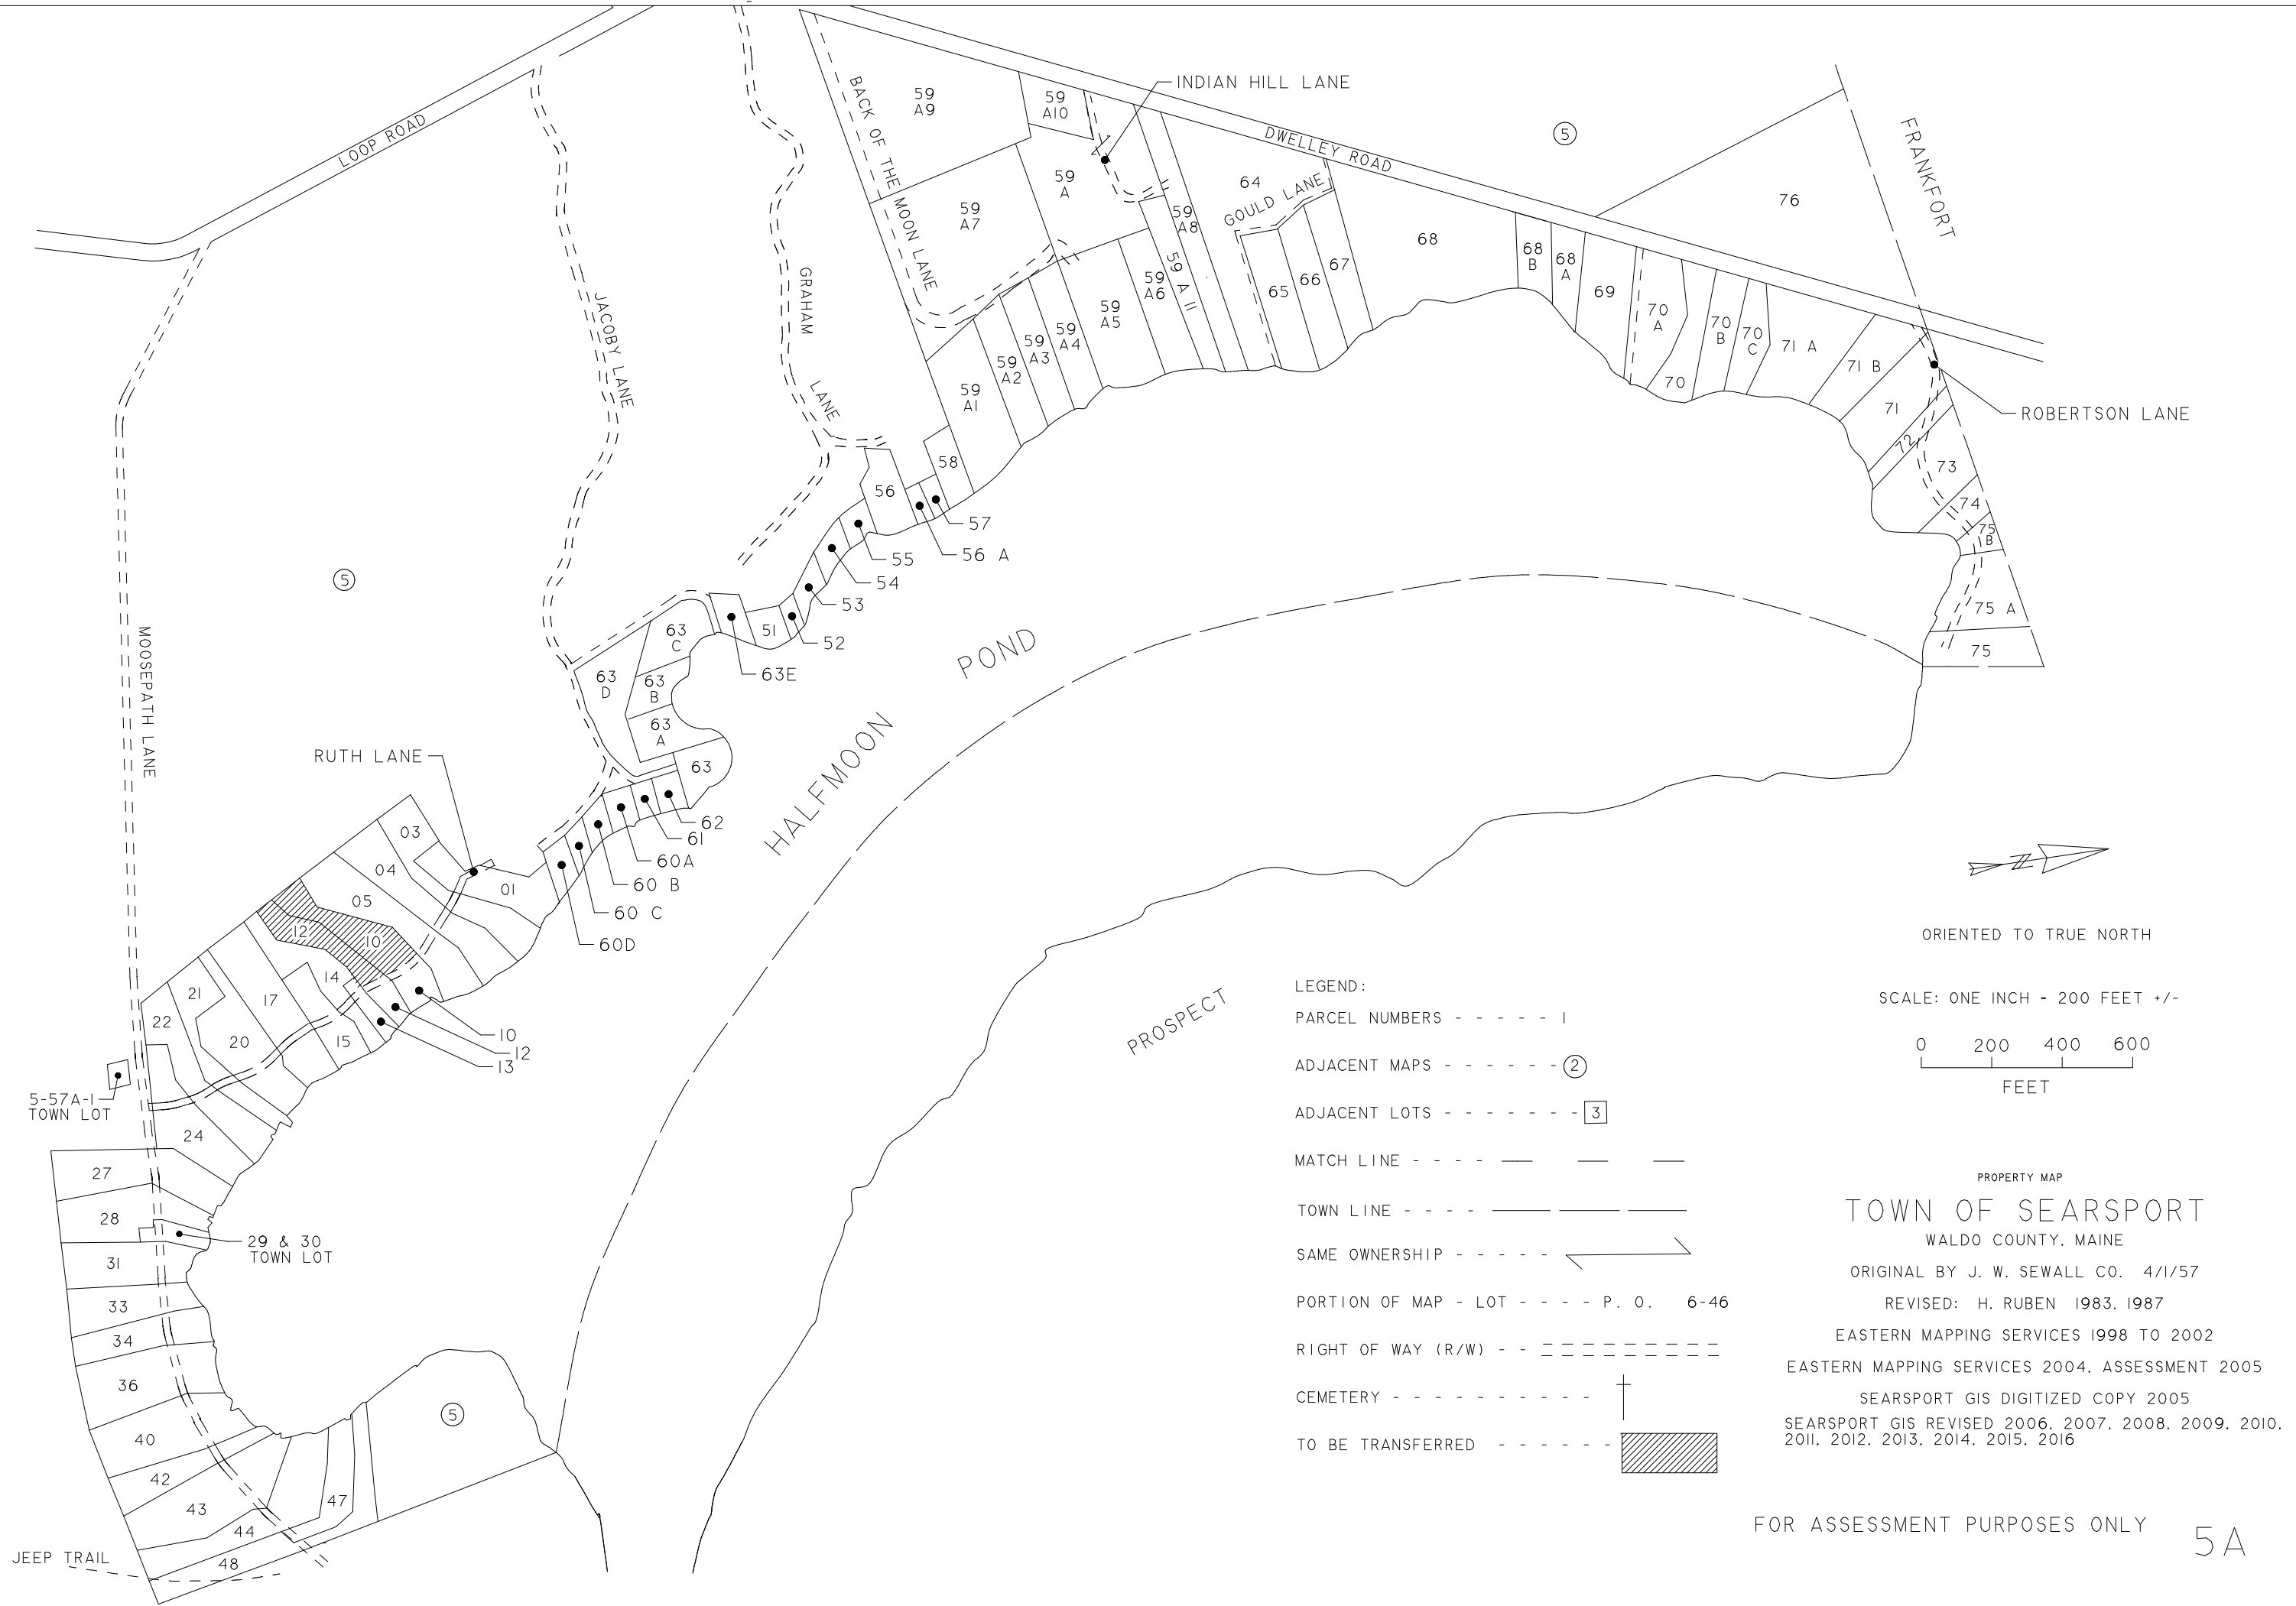 INDIAN HILL LANE
LOOP ROAD
BACK OF THE MOON LANE
59
A9
59
A10
DWELLEY ROAD
5
FRANKFORT
59
A
64
GOULD LANE
76
59
A7
59
A8
68
68
B
68
A
JACOBY LANE
GRAHAM
LANE
59
A6
59 A 11
65
66
67
69
70
A
70
B
70
C
71 A
71 B
59
A5
59
A4
59
A3
59
A2
59
A1
70
71
ROBERTSON LANE
72
73
74
75
B
75 A
75
58
56
57
56 A
55
54
53
52
51
63E
5
MOOSEPATH LANE
63
C
63
D
63
B
63
A
63
HALFMOON
POND
RUTH LANE
62
61
60A
60 B
60 C
60D
03
04
01
05
12
10
14
10
12
13
21
17
22
20
15
5-57A-1
TOWN LOT
24
27
28
29 & 30
TOWN LOT
31
33
34
36
40
42
43
44
47
48
5
JEEP TRAIL
PROSPECT
LEGEND:
PARCEL NUMBERS - - - - - 1
ADJACENT MAPS - - - - - - 2
ADJACENT LOTS - - - - - - - 3
MATCH LINE - - - -
TOWN LINE - - - -
SAME OWNERSHIP - - - - -
PORTION OF MAP - LOT - - - - P. O. 6-46
RIGHT OF WAY (R/W) - -
CEMETERY - - - - - - - - - -
TO BE TRANSFERRED - - - - - -
ORIENTED TO TRUE NORTH
SCALE: ONE INCH = 200 FEET +/-
0 200 400 600
FEET
PROPERTY MAP
TOWN OF SEARSPORT
WALDO COUNTY, MAINE
ORIGINAL BY J. W. SEWALL CO. 4/1/57
REVISED: H. RUBEN 1983, 1987
EASTERN MAPPING SERVICES 1998 TO 2002
EASTERN MAPPING SERVICES 2004, ASSESSMENT 2005
SEARSPORT GIS DIGITIZED COPY 2005
SEARSPORT GIS REVISED 2006, 2007, 2008, 2009, 2010,
2011, 2012, 2013, 2014, 2015, 2016
FOR ASSESSMENT PURPOSES ONLY
5A